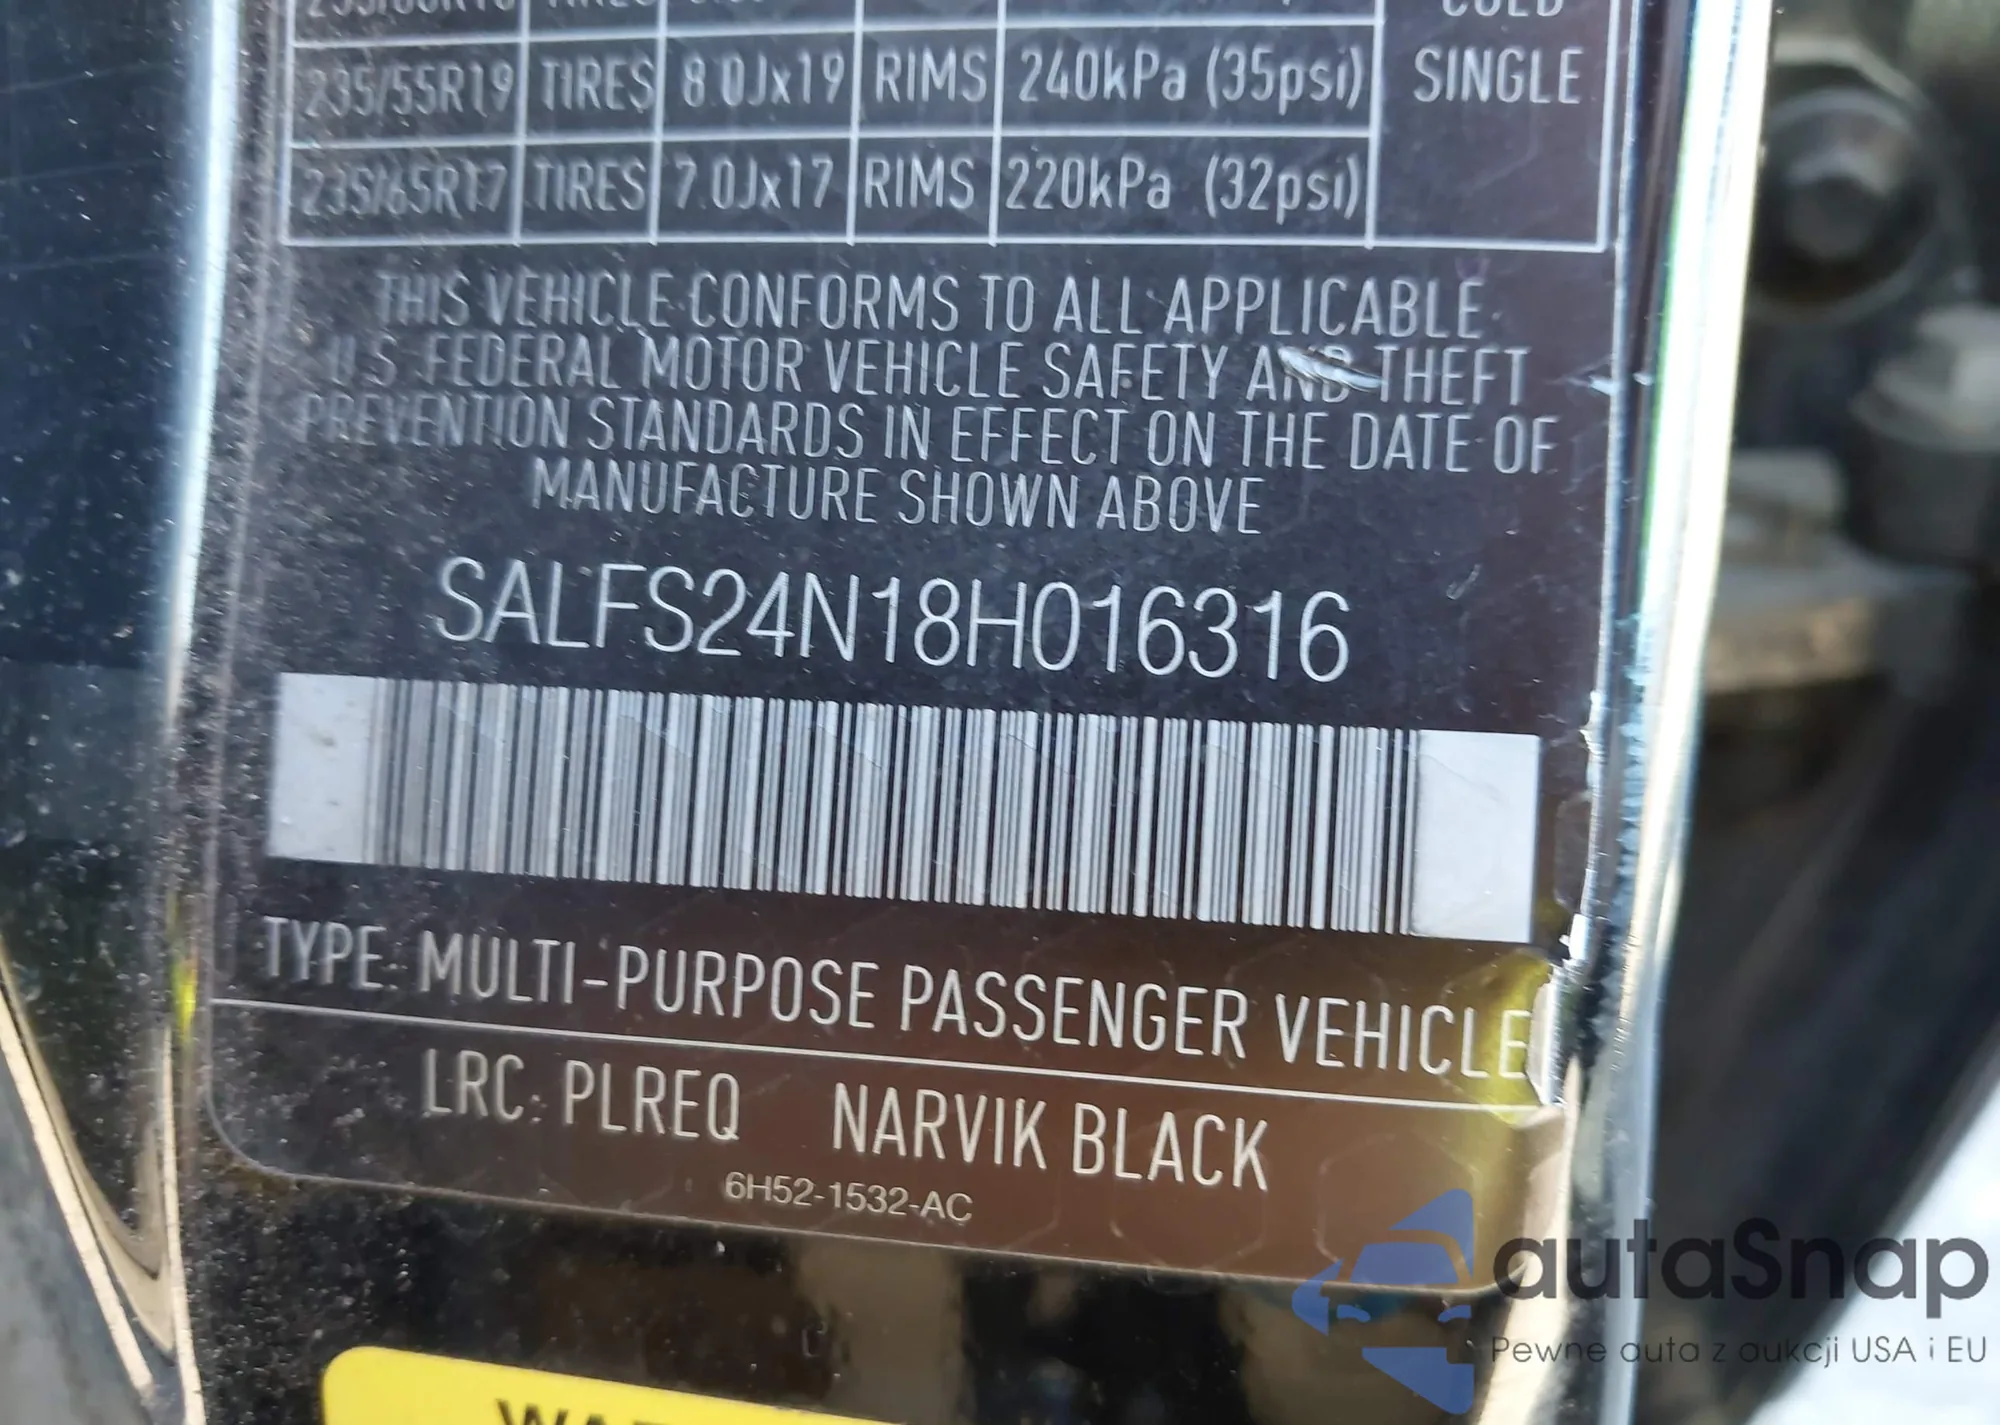 COLD
235/55R19 TIRES 8.0Jx19 RIMS 240kPa (35psi) SINGLE
235/65R17 TIRES 7.0Jx17 RIMS 220kPa (32psi)
THIS VEHICLE CONFORMS TO ALL APPLICABLE
U.S. FEDERAL MOTOR VEHICLE SAFETY AND THEFT
PREVENTION STANDARDS IN EFFECT ON THE DATE OF
MANUFACTURE SHOWN ABOVE
SALFS24N18H016316
TYPE: MULTI-PURPOSE PASSENGER VEHICLE
LRC: PLREQ NARVIK BLACK
6H52-1532-AC
autaSnap
Pewne auta z aukcji USA i EU